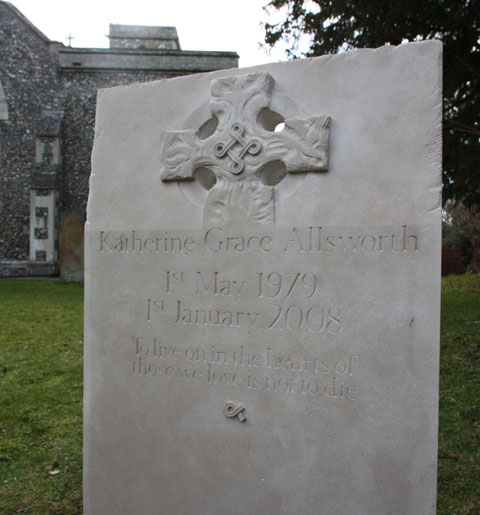 Katherine Grace Allsworth
1st May 1979
1st January 2008
To live on in the hearts of
those we love is not to die